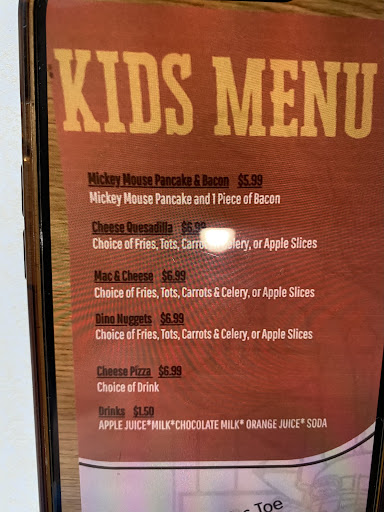 KIDS MENU
Mickey Mouse Pancake & Bacon $5.99
Mickey Mouse Pancake and 1 Piece of Bacon
Cheese Quesadilla $6.99
Choice of Fries, Tots, Carrots & Celery, or Apple Slices
Mac & Cheese $6.99
Choice of Fries, Tots, Carrots & Celery, or Apple Slices
Dino Nuggets $6.99
Choice of Fries, Tots, Carrots & Celery, or Apple Slices
Cheese Pizza $6.99
Choice of Drink
Drinks $1.50
APPLE JUICE*MILK*CHOCOLATE MILK* ORANGE JUICE* SODA
Toe